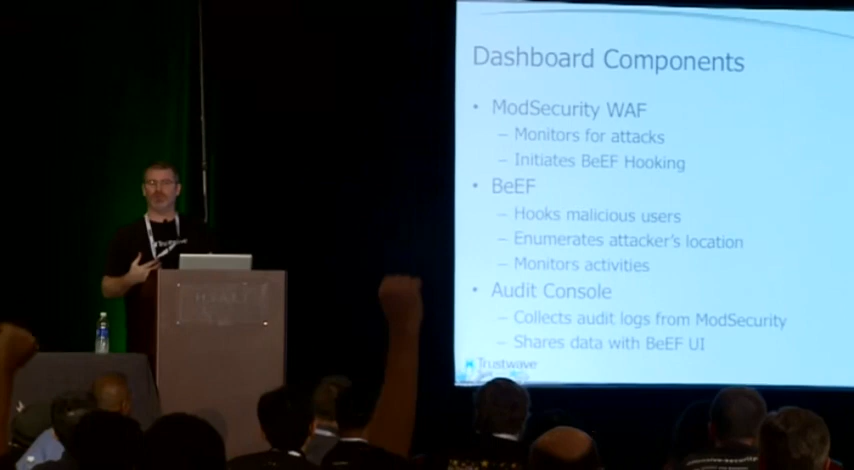 Dashboard Components
• ModSecurity WAF
– Monitors for attacks
– Initiates BeEF Hooking
• BeEF
– Hooks malicious users
– Enumerates attacker's location
– Monitors activities
• Audit Console
– Collects audit logs from ModSecurity
– Shares data with BeEF UI
Trustwave
HYATT